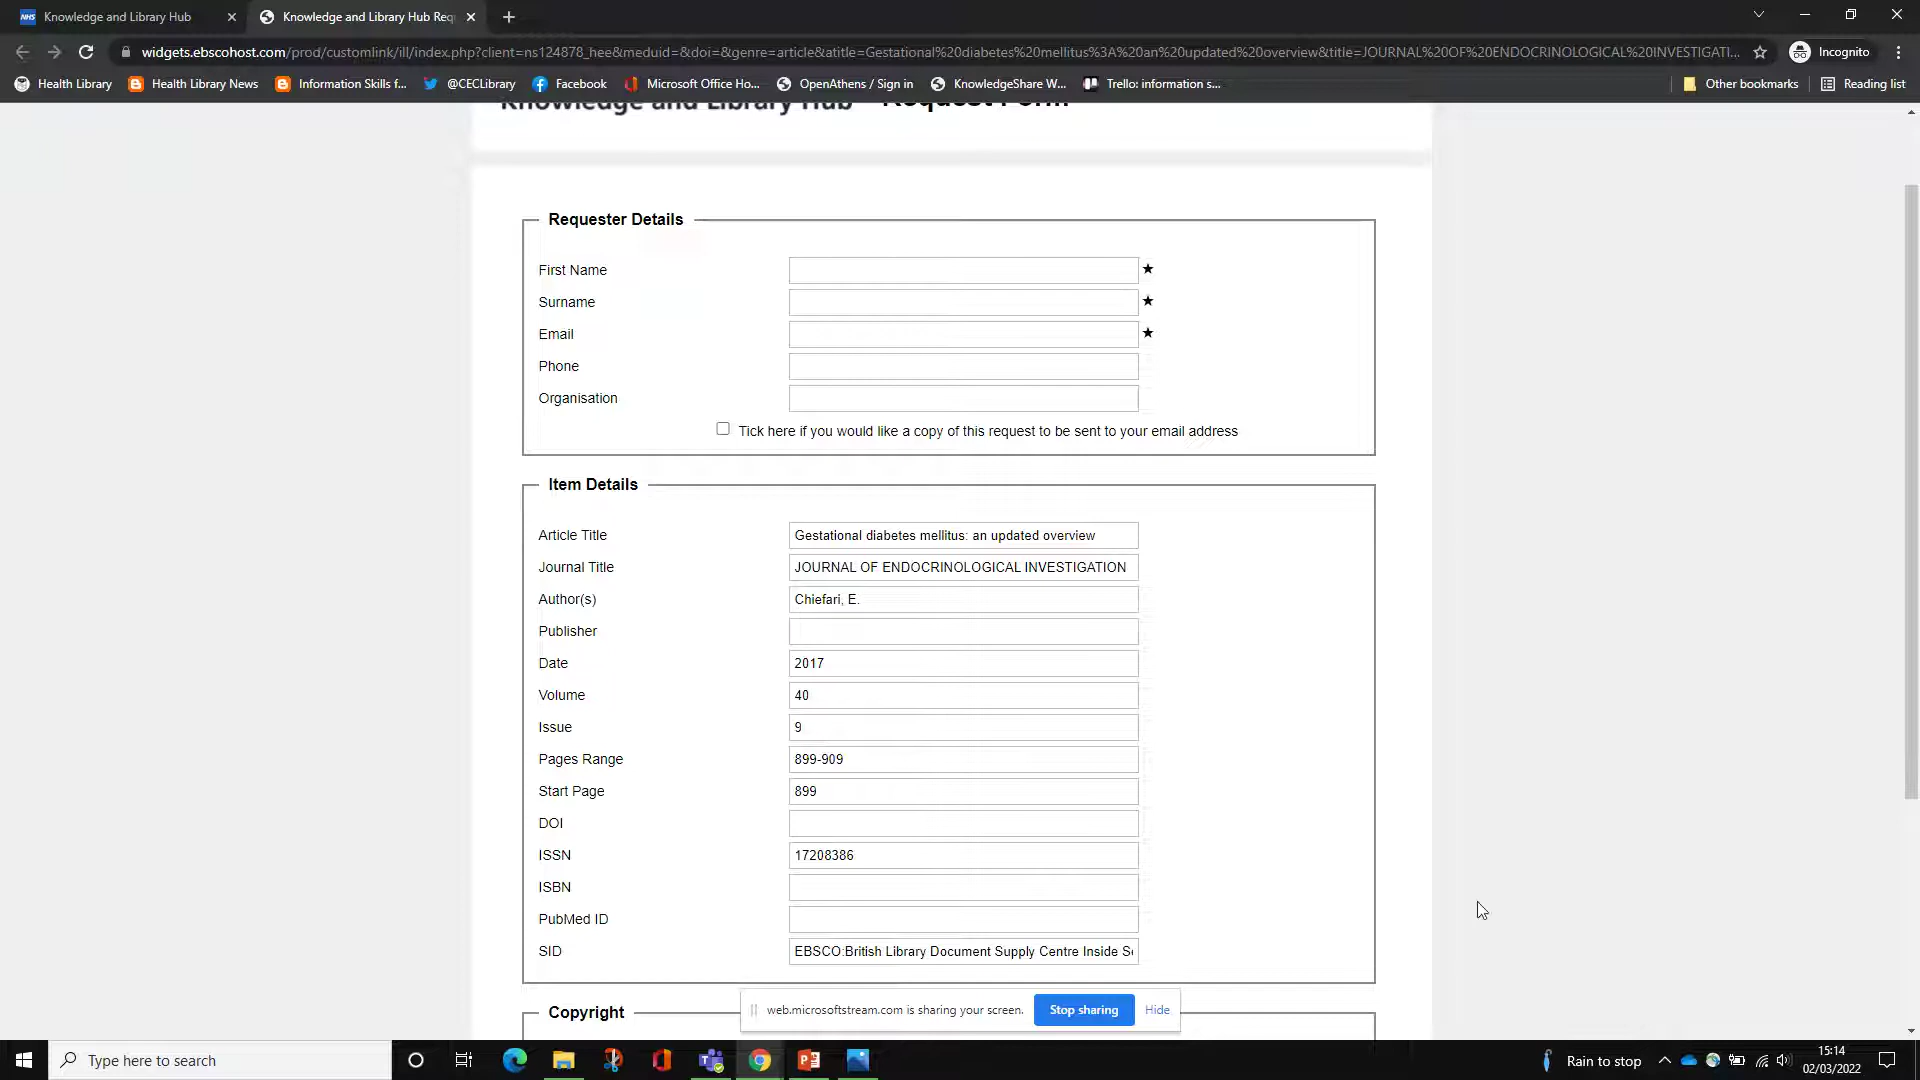 Knowledge and Library Hub
Knowledge and Library Hub Req
widgets.ebscohost.com/prod/customlink/ill/index.php?client=ns124878_hee&meduid=&doi=&genre=article&atitle=Gestational%20diabetes%20mellitus%3A%20an%20updated%20overview&title=JOURNAL%20OF%20ENDOCRINOLOGICAL%20INVESTIGATI...
Incognito
Health Library
Health Library News
Information Skills f...
@CECLibrary
Facebook
Microsoft Office Ho...
OpenAthens / Sign in
KnowledgeShare W...
Trello: information s...
Other bookmarks
Reading list
Knowledge and Library Hub Request Form
Requester Details
First Name ★
Surname ★
Email ★
Phone
Organisation
Tick here if you would like a copy of this request to be sent to your email address
Item Details
Article Title Gestational diabetes mellitus: an updated overview
Journal Title JOURNAL OF ENDOCRINOLOGICAL INVESTIGATION
Author(s) Chiefari, E.
Publisher
Date 2017
Volume 40
Issue 9
Pages Range 899-909
Start Page 899
DOI
ISSN 17208386
ISBN
PubMed ID
SID EBSCO:British Library Document Supply Centre Inside Se
Copyright
web.microsoftstream.com is sharing your screen. Stop sharing Hide
Type here to search
Rain to stop
15:14
02/03/2022